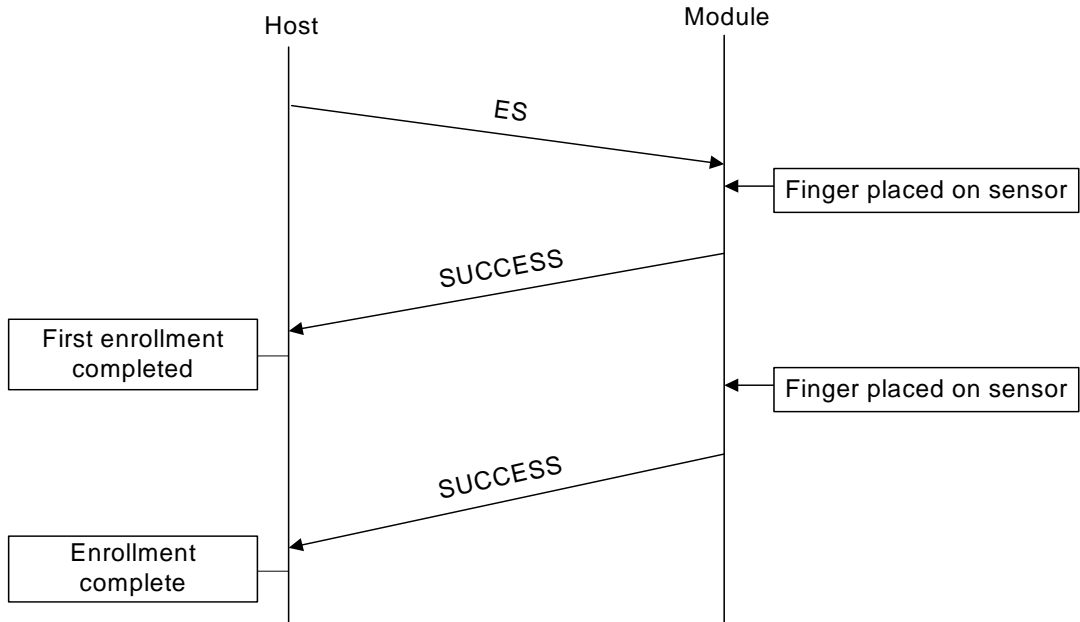 Host
Module
ES
Finger placed on sensor
SUCCESS
First enrollment
completed
Finger placed on sensor
SUCCESS
Enrollment
complete